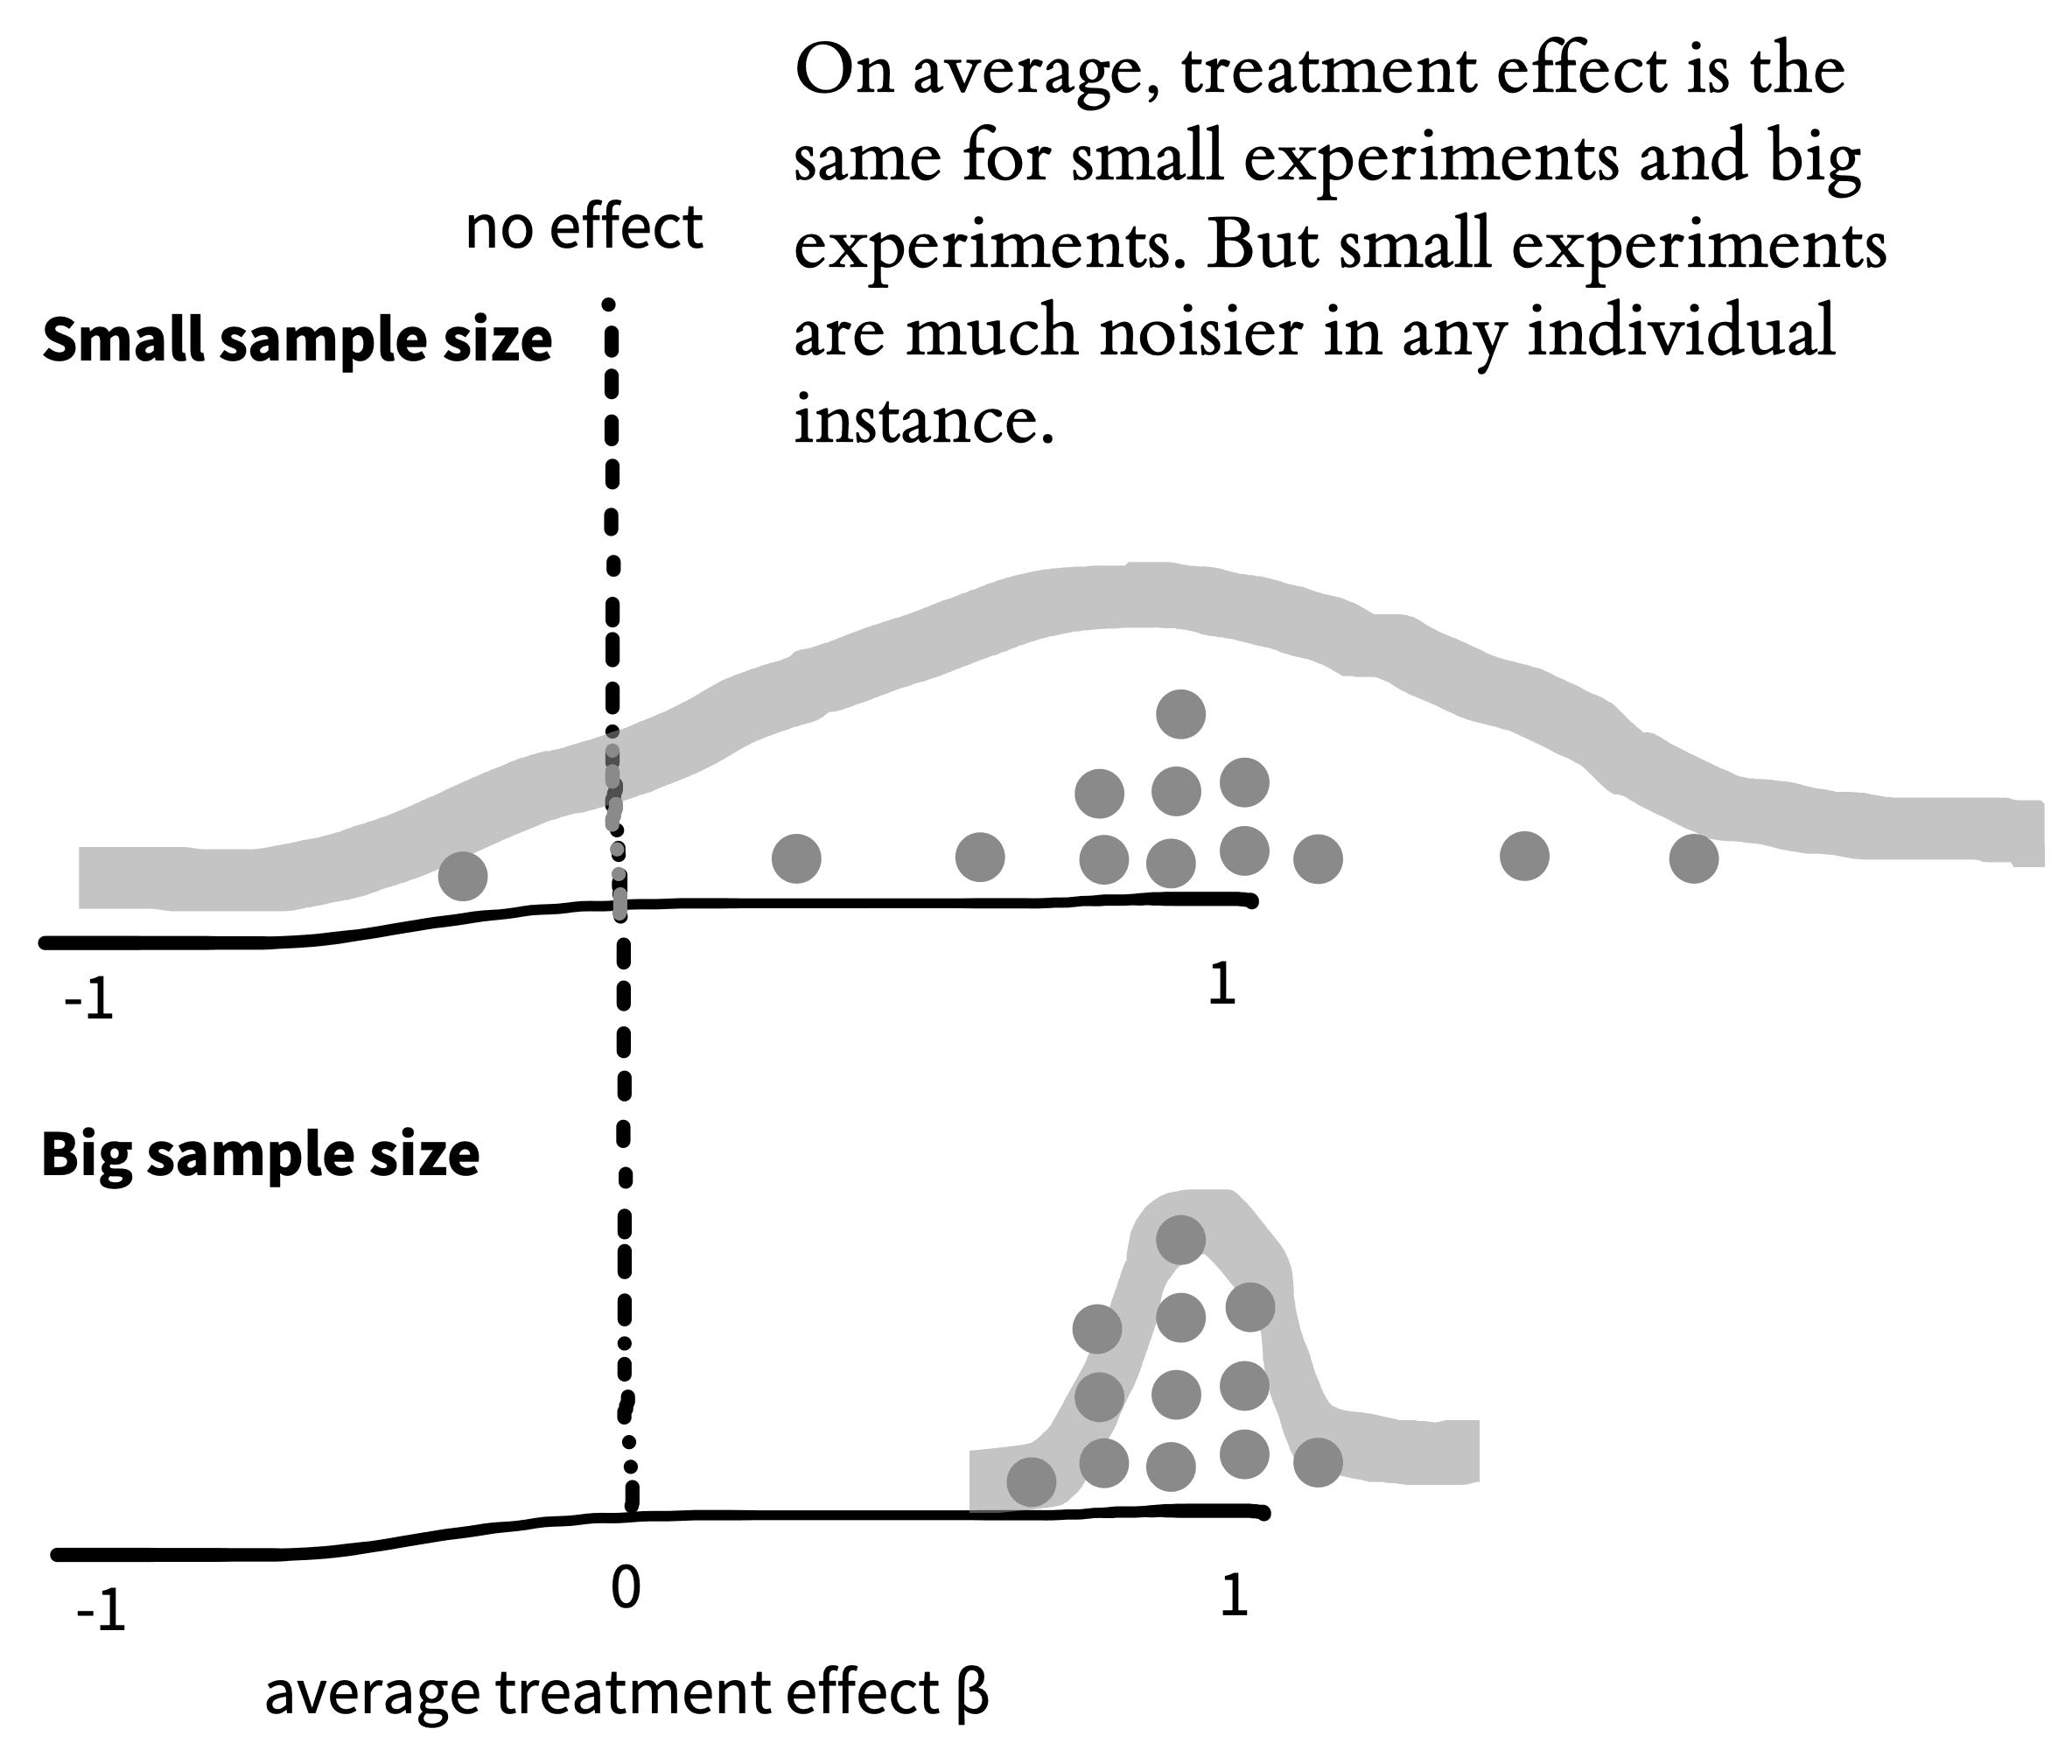 On average, treatment effect is the
same for small experiments and big
experiments. But small experiments
are much noisier in any individual
instance.
no effect
Small sample size
-1
1
Big sample size
-1
0
1
average treatment effect β